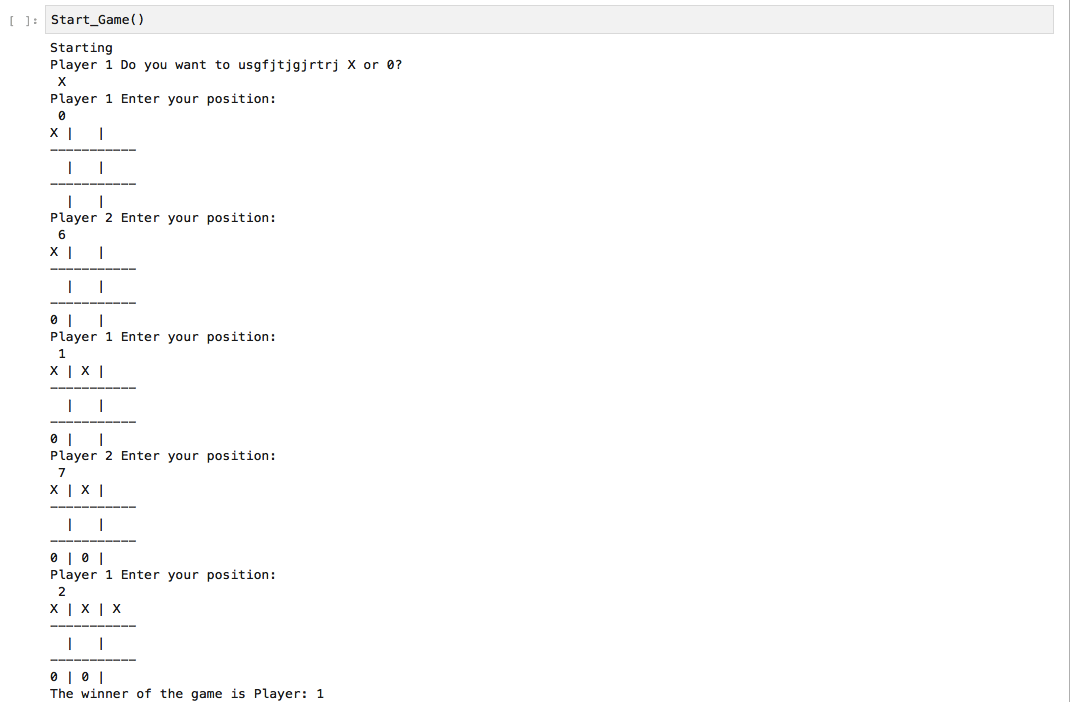 [ ]: Start_Game()
Starting
Player 1 Do you want to usgfjtjgjrtrj X or 0?
X
Player 1 Enter your position:
0
X |   |
-----------
  |   |
-----------
  |   |
Player 2 Enter your position:
6
X |   |
-----------
  |   |
-----------
0 |   |
Player 1 Enter your position:
1
X | X |
-----------
  |   |
-----------
0 |   |
Player 2 Enter your position:
7
X | X |
-----------
  |   |
-----------
0 | 0 |
Player 1 Enter your position:
2
X | X | X
-----------
  |   |
-----------
0 | 0 |
The winner of the game is Player: 1